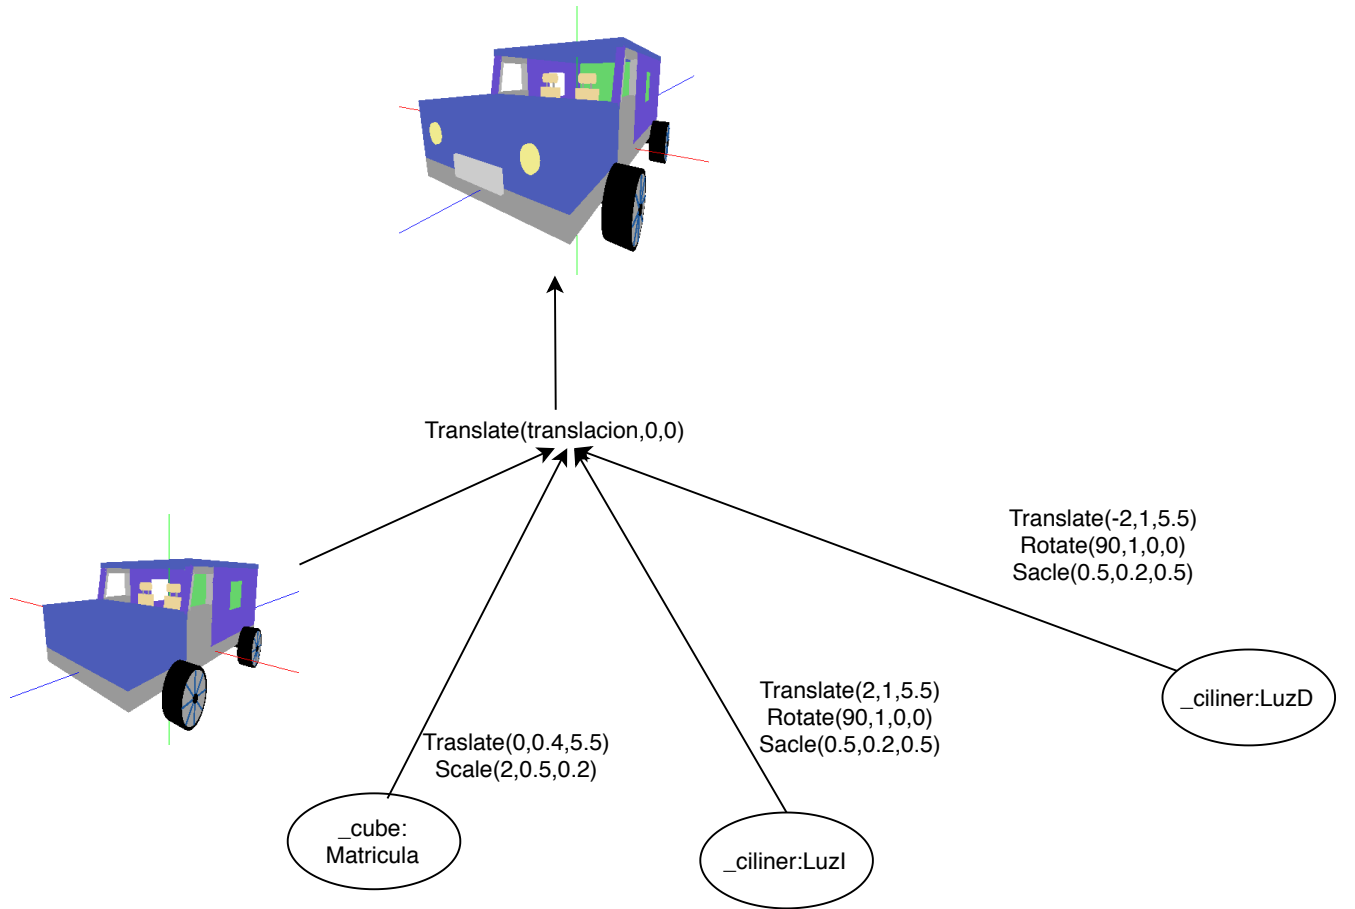 Translate(translacion,0,0)
Translate(-2,1,5.5)
Rotate(90,1,0,0)
Sacle(0.5,0.2,0.5)
Translate(2,1,5.5)
Rotate(90,1,0,0)
Sacle(0.5,0.2,0.5)
_ciliner:LuzD
Traslate(0,0.4,5.5)
Scale(2,0.5,0.2)
_cube:
Matricula
_ciliner:LuzI